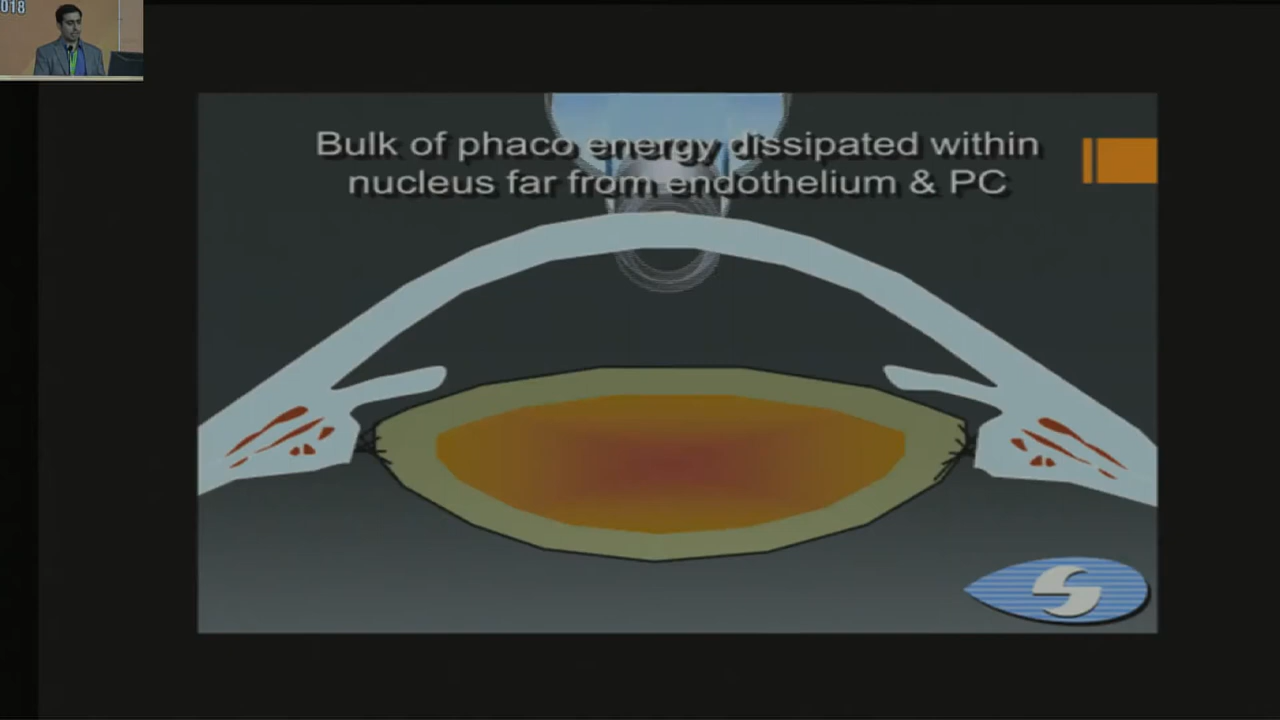 018
Bulk of phaco energy dissipated within
nucleus far from endothelium & PC